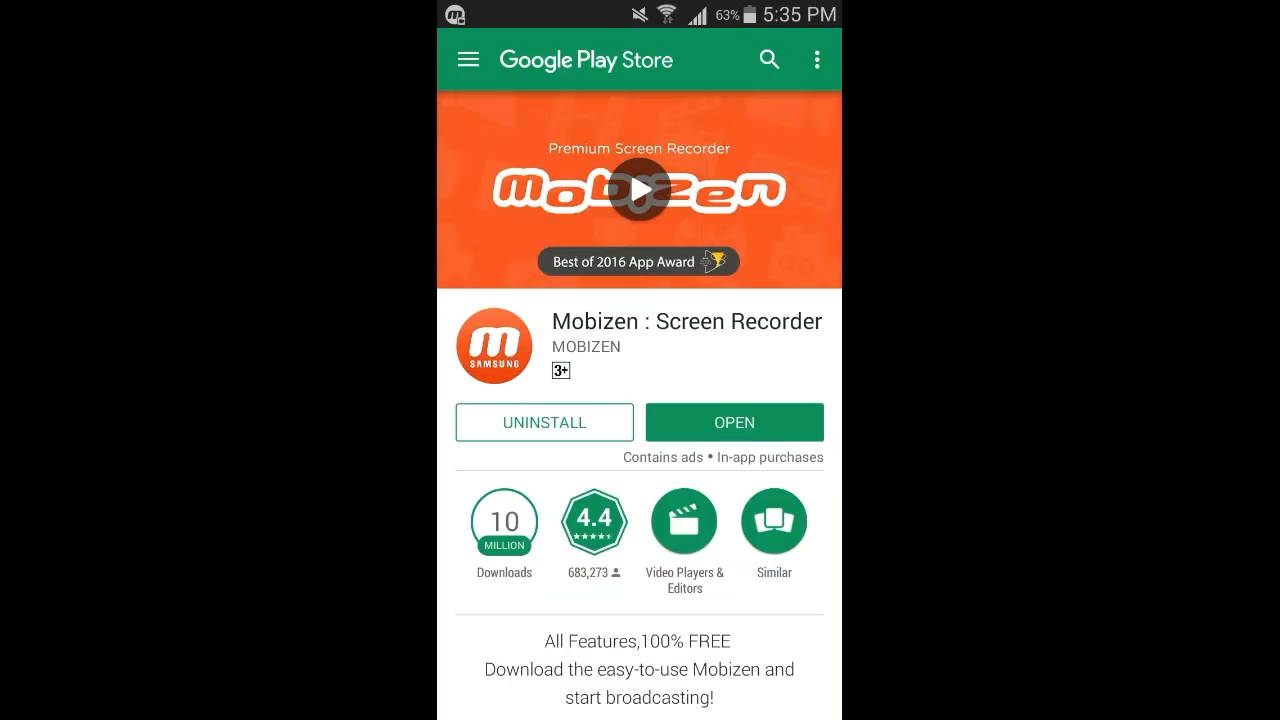 63% 5:35 PM
Google Play Store
Premium Screen Recorder
mobizen
Best of 2016 App Award
m
SAMSUNG
Mobizen : Screen Recorder
MOBIZEN
3+
UNINSTALL
OPEN
Contains ads • In-app purchases
10
MILLION
4.4
Downloads
683,273
Video Players &
Editors
Similar
All Features,100% FREE
Download the easy-to-use Mobizen and
start broadcasting!